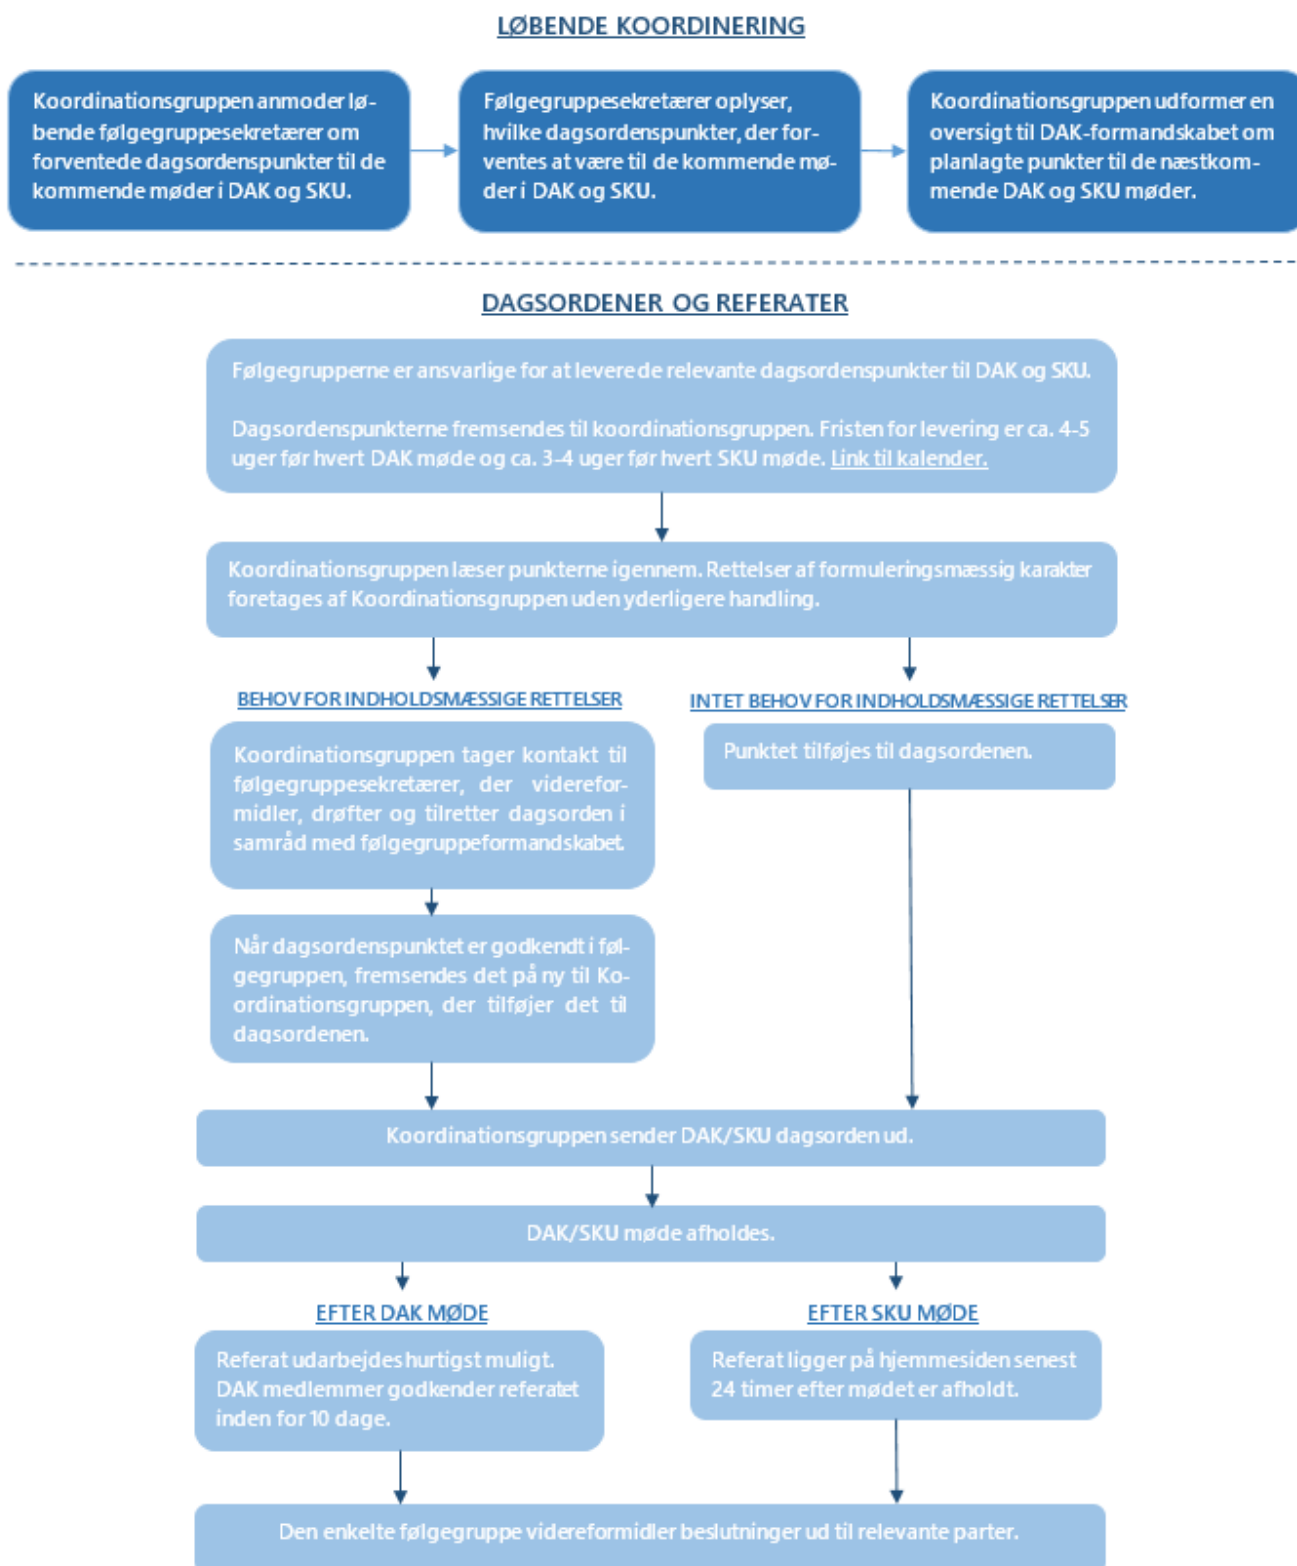 LØBENDE KOORDINERING
Koordinationsgruppen anmoder lø-
bende følgegruppesekretærer om
forventede dagsordenspunkter til de
kommende møder i DAK og SKU.
Følgegruppesekretærer oplyser,
hvilke dagsordenspunkter, der for-
ventes at være til de kommende mø-
der i DAK og SKU.
Koordinationsgruppen udformer en
oversigt til DAK-formandskabet om
planlagte punkter til de næstkom-
mende DAK og SKU møder.
DAGSORDENER OG REFERATER
Følgegrupperne er ansvarlige for at levere de relevante dagsordenspunkter til DAK og SKU.
Dagsordenspunkterne fremsendes til koordinationsgruppen. Fristen for levering er ca. 4-5
uger før hvert DAK møde og ca. 3-4 uger før hvert SKU møde. Link til kalender.
Koordinationsgruppen læser punkterne igennem. Rettelser af formuleringsmæssig karakter
foretages af Koordinationsgruppen uden yderligere handling.
BEHOV FOR INDHOLDSMÆSSIGE RETTELSER
Koordinationsgruppen tager kontakt til
følgegruppesekretærer, der viderefor-
midler, drøfter og tilretter dagsorden i
samråd med følgegruppeformandskabet.
Når dagsordenspunktet er godkendt i føl-
gegruppen, fremsendes det på ny til Ko-
ordinationsgruppen, der tilføjer det til
dagsordenen.
INTET BEHOV FOR INDHOLDSMÆSSIGE RETTELSER
Punktet tilføjes til dagsordenen.
Koordinationsgruppen sender DAK/SKU dagsorden ud.
DAK/SKU møde afholdes.
EFTER DAK MØDE
Referat udarbejdes hurtigst muligt.
DAK medlemmer godkender referatet
inden for 10 dage.
EFTER SKU MØDE
Referat ligger på hjemmesiden senest
24 timer efter mødet er afholdt.
Den enkelte følgegruppe videreformidler beslutninger ud til relevante parter.